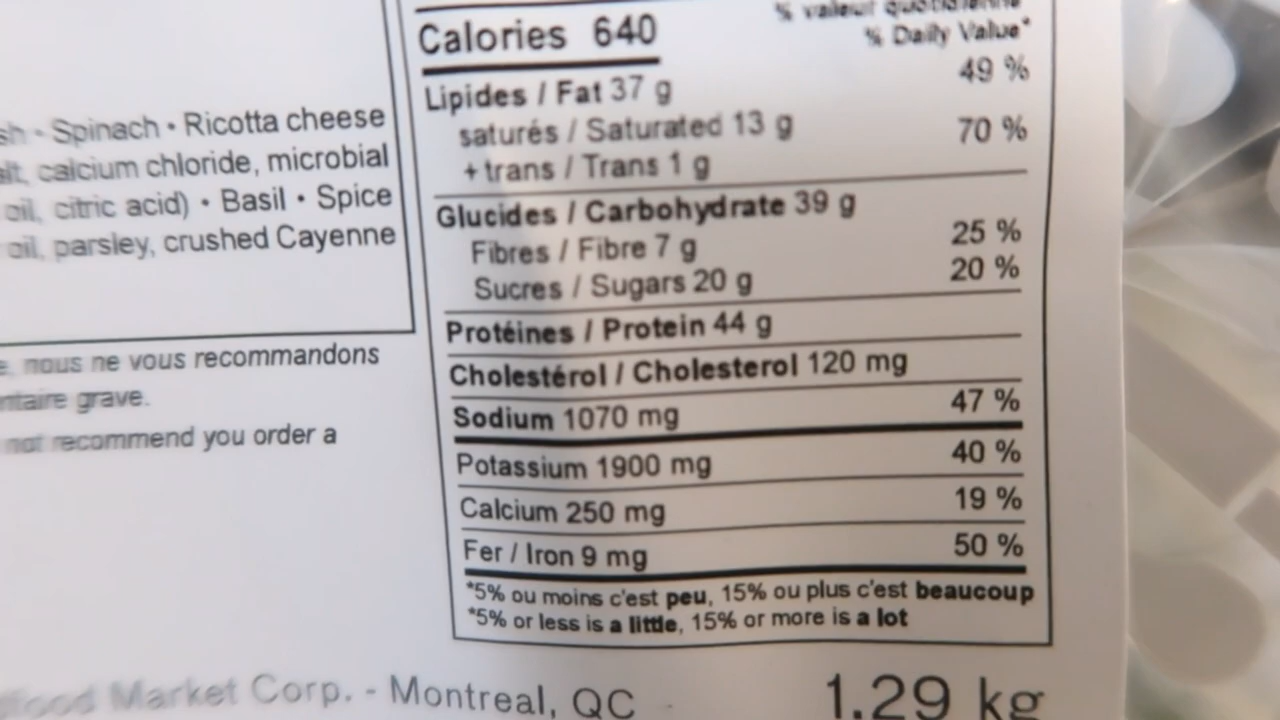 % valeur quotidienne
Calories 640
% Daily Value*
Lipides / Fat 37 g 49 %
saturés / Saturated 13 g 70 %
+ trans / Trans 1 g
Glucides / Carbohydrate 39 g
Fibres / Fibre 7 g 25 %
Sucres / Sugars 20 g 20 %
Protéines / Protein 44 g
Cholestérol / Cholesterol 120 mg
Sodium 1070 mg 47 %
Potassium 1900 mg 40 %
Calcium 250 mg 19 %
Fer / Iron 9 mg 50 %
*5% ou moins c'est peu, 15% ou plus c'est beaucoup
*5% or less is a little, 15% or more is a lot
• Spinach • Ricotta cheese
calcium chloride, microbial
oil, citric acid) • Basil • Spice
oil, parsley, crushed Cayenne
nous ne vous recommandons
grave.
not recommend you order a
Market Corp. - Montreal, QC
1.29 kg